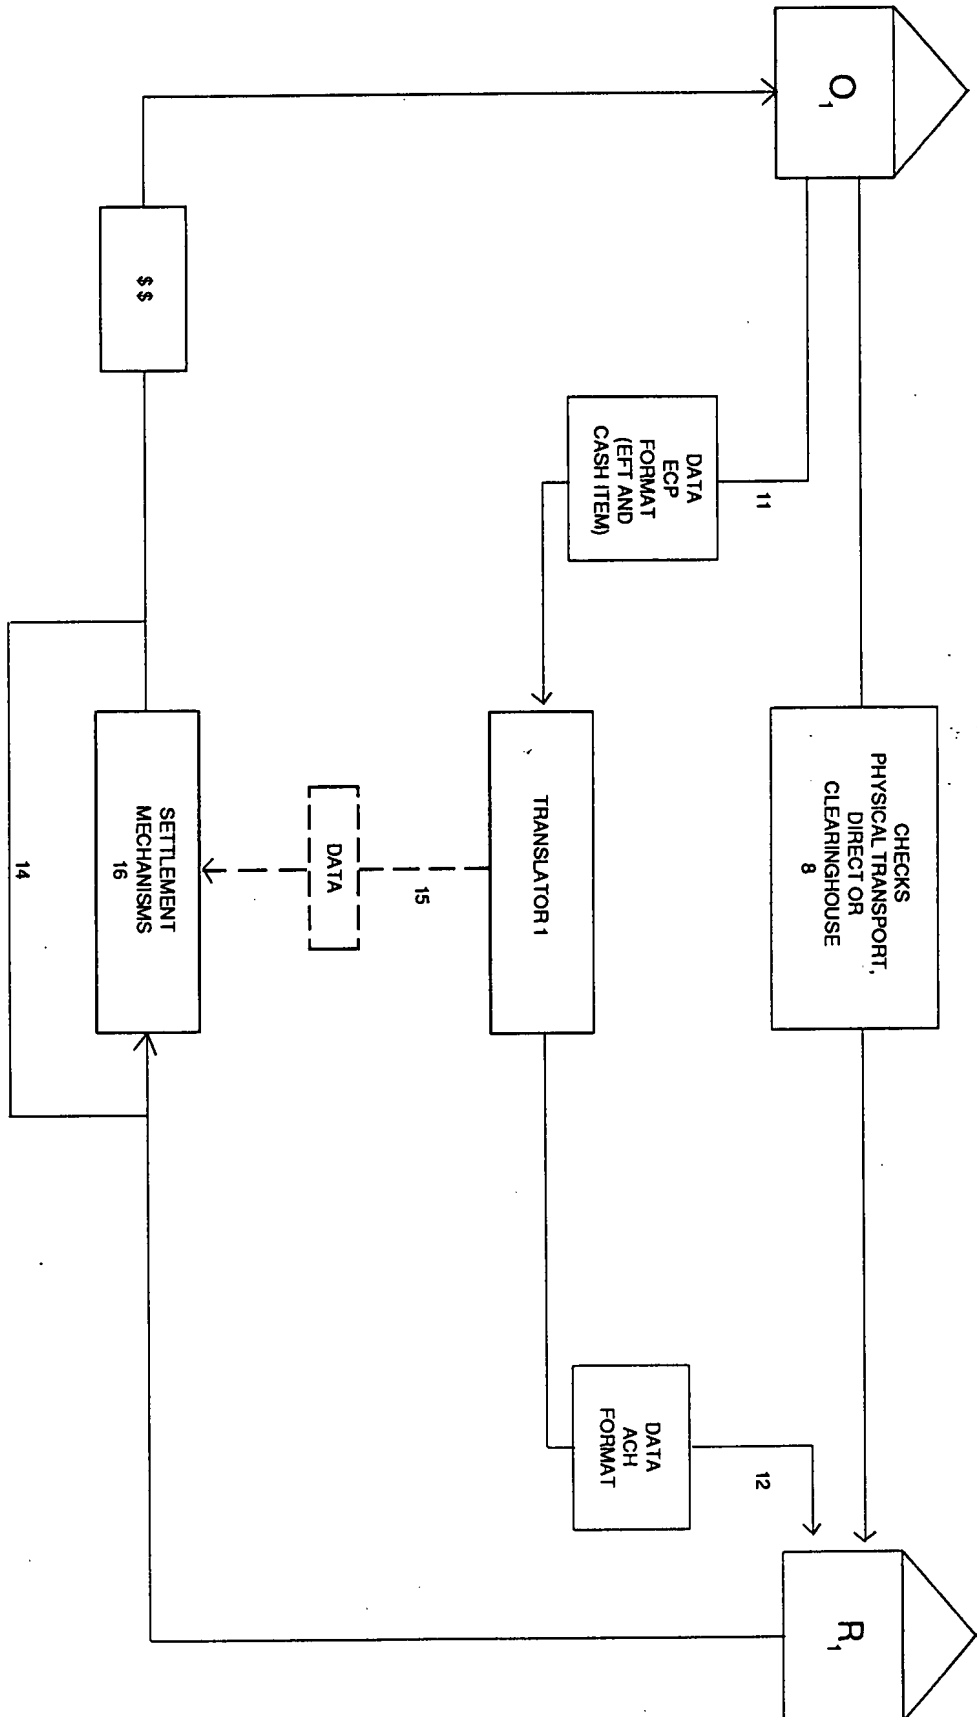 O1
CHECKS
PHYSICAL TRANSPORT,
DIRECT OR
CLEARINGHOUSE
8
R1
11
DATA
ECP
FORMAT
(EFT AND
CASH ITEM)
12
DATA
ACH
FORMAT
TRANSLATOR 1
15
DATA
$ $
SETTLEMENT
MECHANISMS
16
14